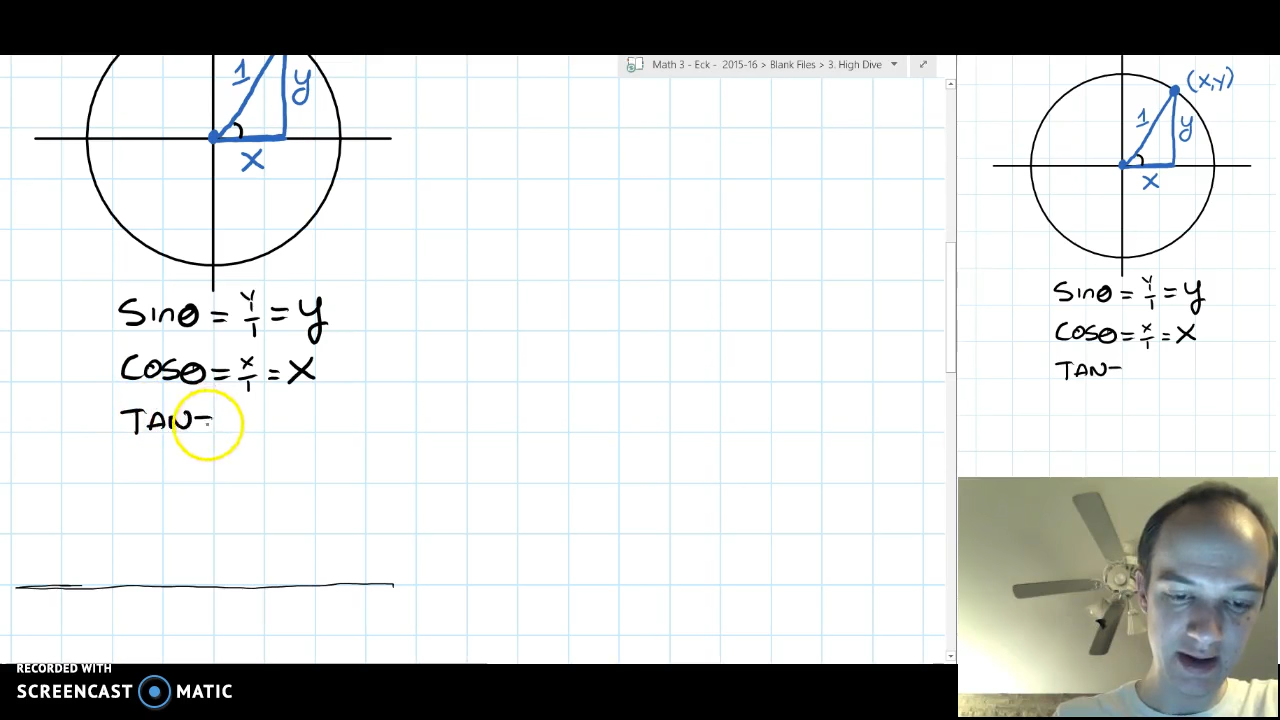 Math 3 - Eck - 2015-16 > Blank Files > 3. High Dive
1
y
x
Sinθ = y/1 = y
Cosθ = x/1 = x
TAN-
(x,y)
1
y
x
Sinθ = y/1 = y
Cosθ = x/1 = x
TAN-
RECORDED WITH
SCREENCAST MATIC